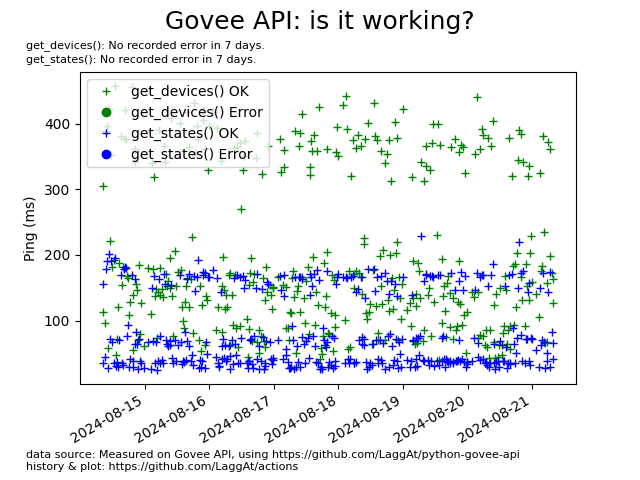 Govee API: is it working?
get_devices(): No recorded error in 7 days.
get_states(): No recorded error in 7 days.
get_devices() OK
get_devices() Error
get_states() OK
get_states() Error
400
300
200
100
Ping (ms)
2024-08-15
2024-08-16
2024-08-17
2024-08-18
2024-08-19
2024-08-20
2024-08-21
data source: Measured on Govee API, using https://github.com/LaggAt/python-govee-api
history & plot: https://github.com/LaggAt/actions